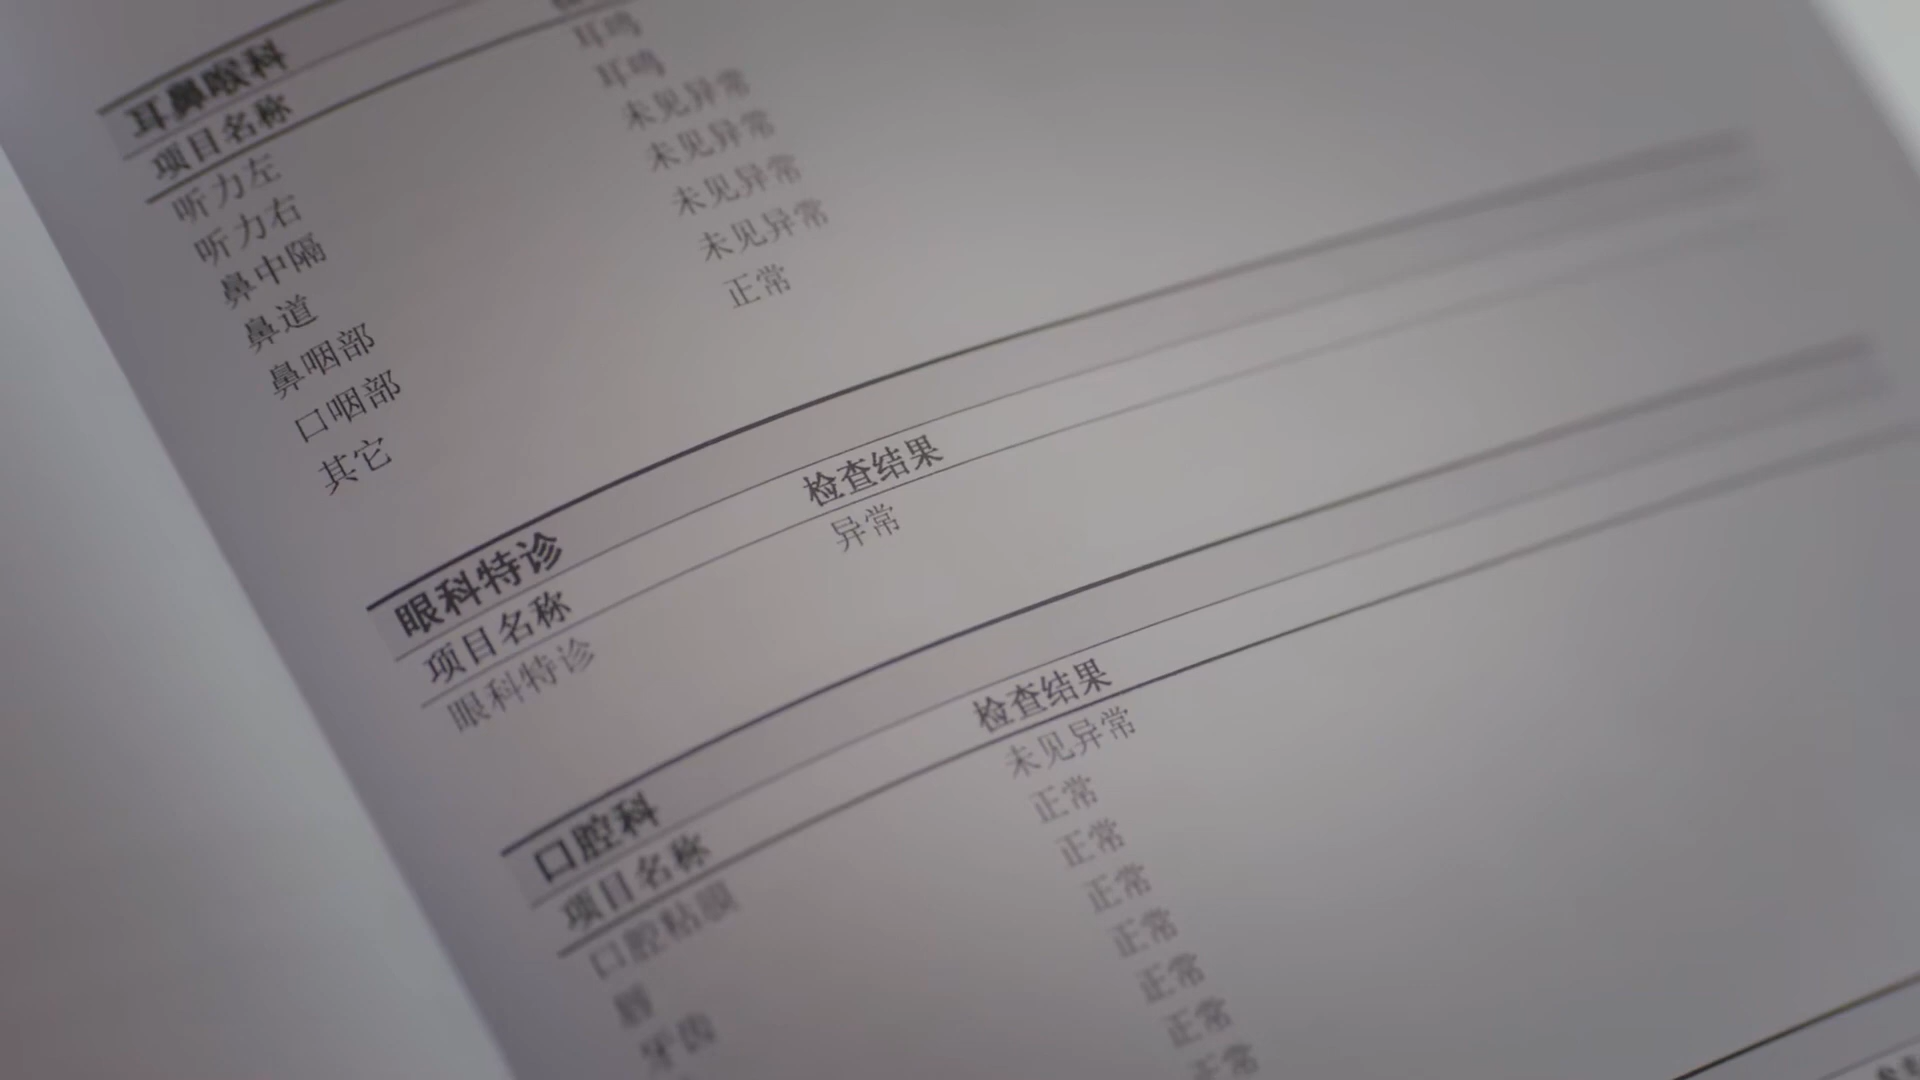 耳鼻喉科
项目名称
听力左 耳鸣
听力右 耳鸣
鼻中隔 未见异常
鼻道 未见异常
鼻咽部 未见异常
口咽部 未见异常
其它 正常
眼科特诊
项目名称 检查结果
眼科特诊 异常
口腔科
项目名称 检查结果
口腔粘膜 未见异常
唇 正常
牙齿 正常
正常
正常
正常
正常
正常